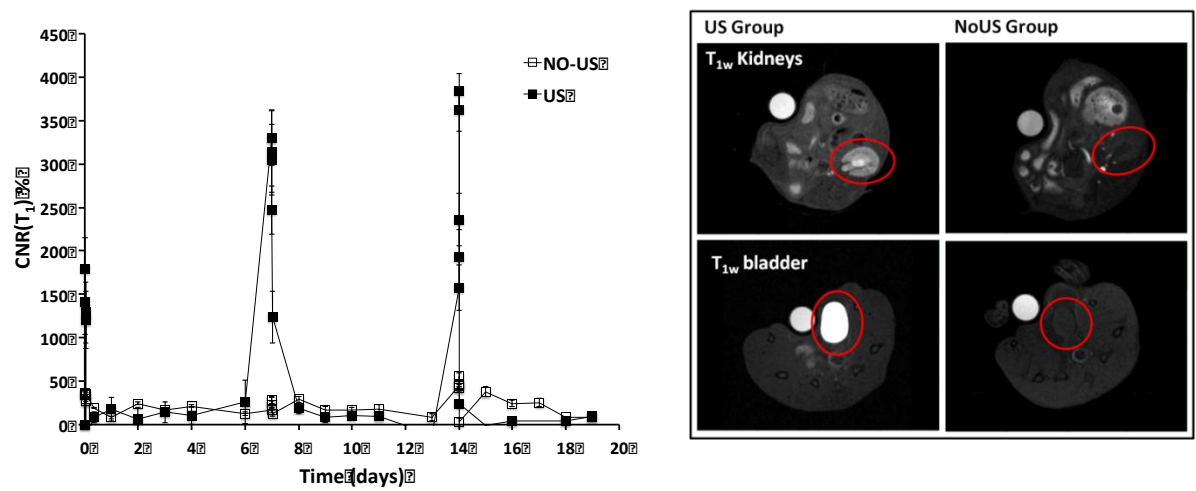 450⍰
400⍰
350⍰
300⍰
250⍰
200⍰
150⍰
100⍰
50⍰
0⍰
CNR(T1)⍰%⍰
0⍰ 2⍰ 4⍰ 6⍰ 8⍰ 10⍰ 12⍰ 14⍰ 16⍰ 18⍰ 20⍰
Time⍰(days)⍰
NO-US⍰
US⍰
US Group NoUS Group
T1w Kidneys
T1w bladder